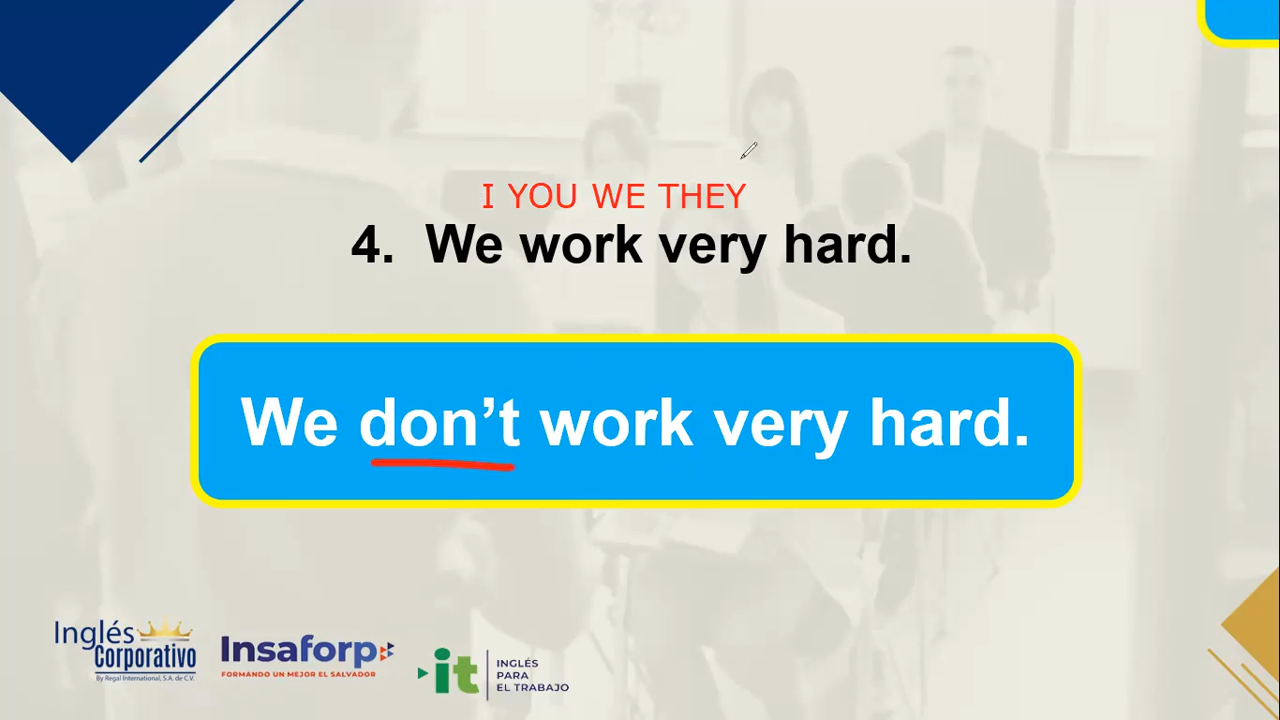 I YOU WE THEY
4. We work very hard.
We don’t work very hard.
Inglés
Corporativo
By Regal International, S.A. de C.V.
Insaforp
FORMANDO UN MEJOR EL SALVADOR
it
INGLÉS
PARA
EL TRABAJO